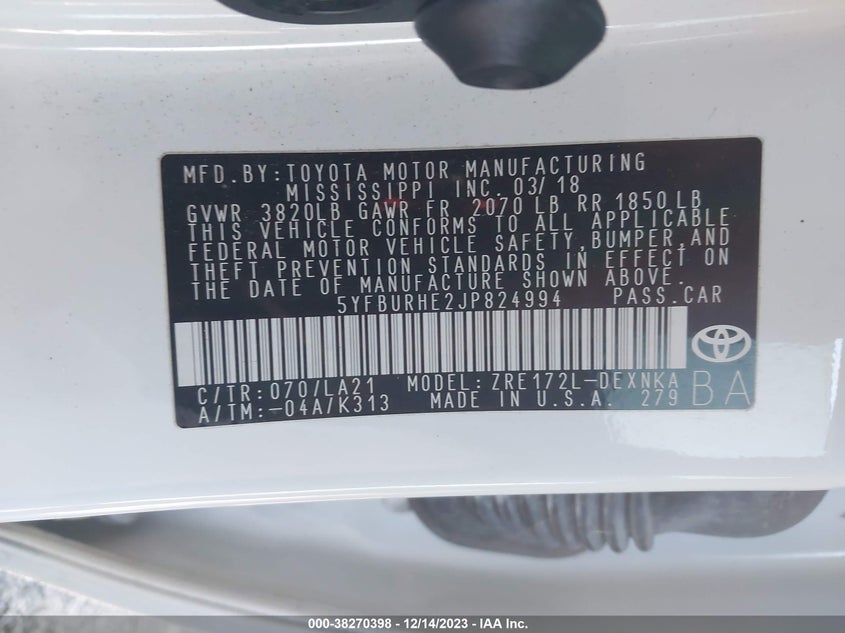 MFD.BY: TOYOTA MOTOR MANUFACTURING
MISSISSIPPI INC. 03/18
GVWR 3820LB GAWR FR 2070 LB RR 1850 LB
THIS VEHICLE CONFORMS TO ALL APPLICABLE
FEDERAL MOTOR VEHICLE SAFETY, BUMPER, AND
THEFT PREVENTION STANDARDS IN EFFECT ON
THE DATE OF MANUFACTURE SHOWN ABOVE.
5YFBURHE2JP824994 PASS.CAR
C/TR: 070/LA21 MODEL: ZRE172L-DEXNKA
A/TM: -04A/K313 MADE IN U.S.A. 279
BA
000-38270398 - 12/14/2023 - IAA Inc.